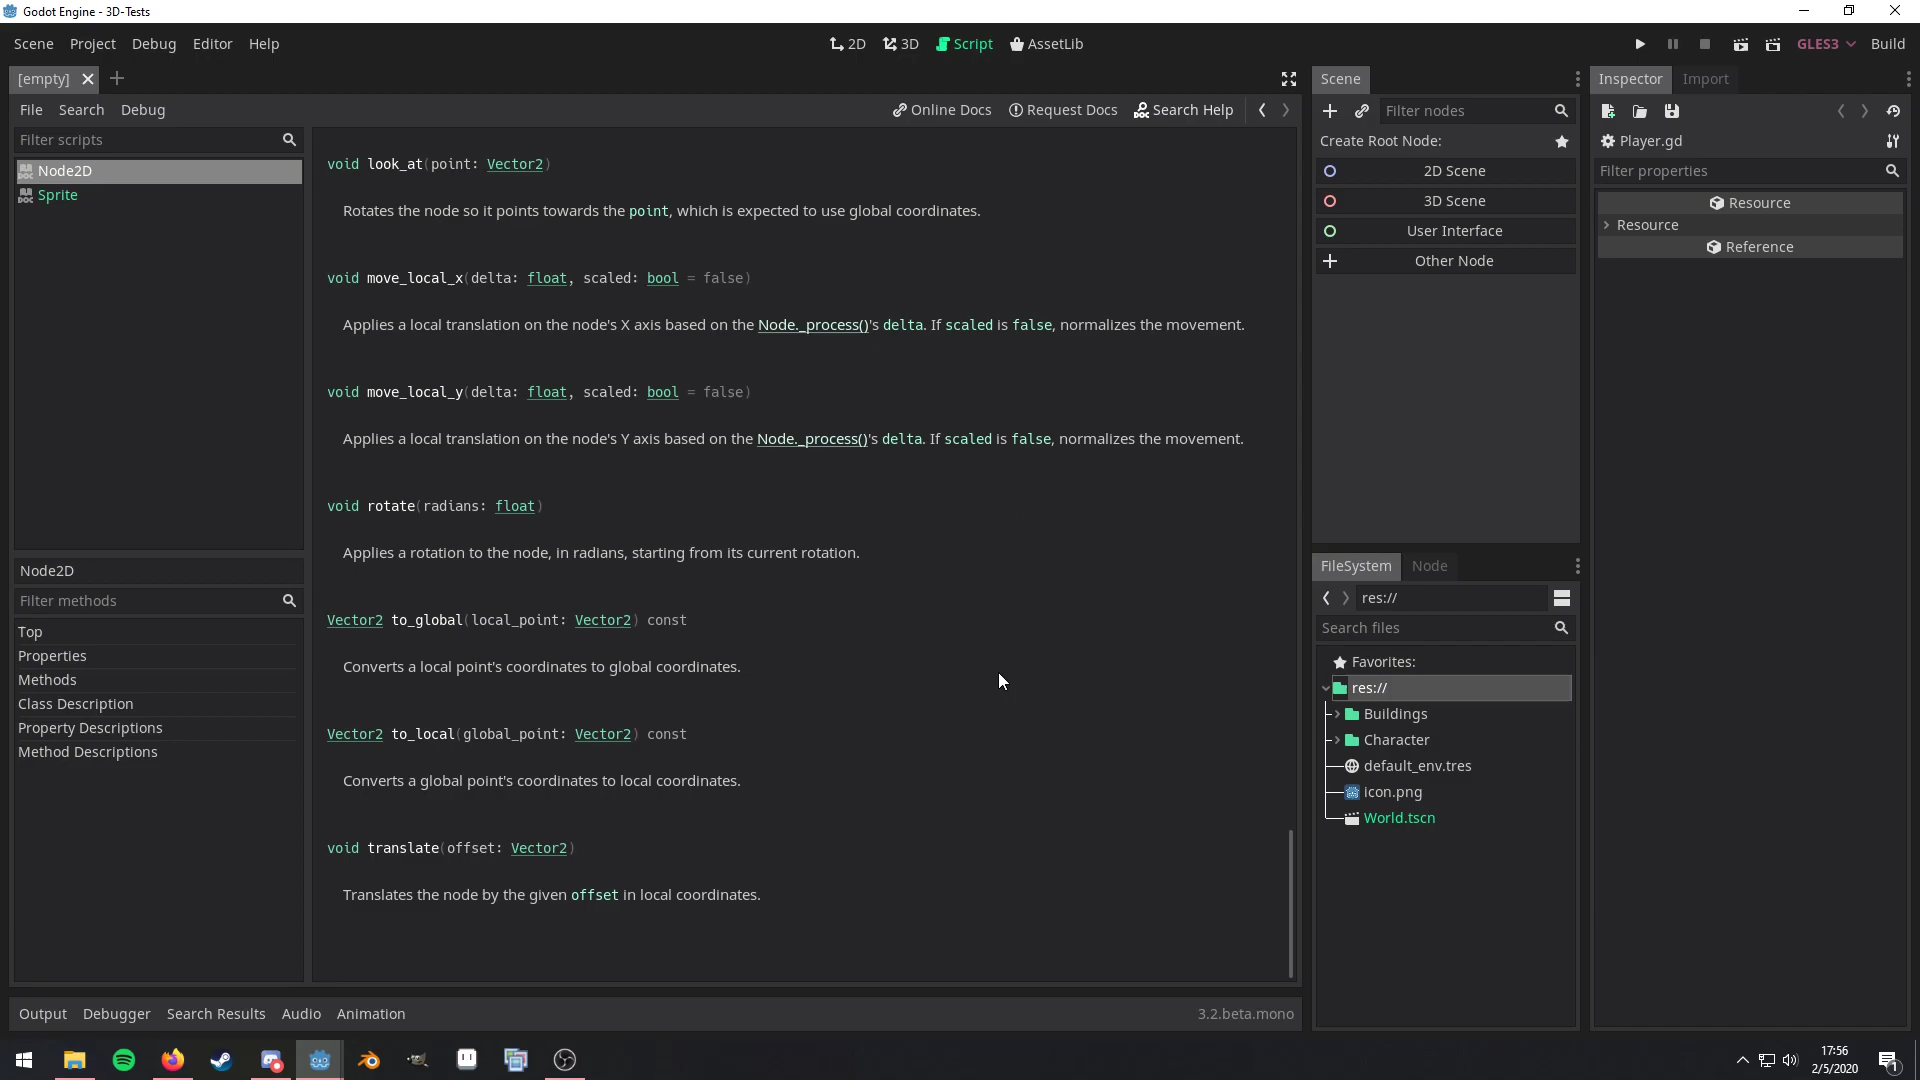 Godot Engine - 3D-Tests
Scene Project Debug Editor Help
2D 3D Script AssetLib
GLES3 Build
[empty]
File Search Debug
Online Docs Request Docs Search Help
Filter scripts
Node2D
Sprite
Node2D
Filter methods
Top
Properties
Methods
Class Description
Property Descriptions
Method Descriptions
void look_at(point: Vector2)
Rotates the node so it points towards the point, which is expected to use global coordinates.
void move_local_x(delta: float, scaled: bool = false)
Applies a local translation on the node's X axis based on the Node._process()'s delta. If scaled is false, normalizes the movement.
void move_local_y(delta: float, scaled: bool = false)
Applies a local translation on the node's Y axis based on the Node._process()'s delta. If scaled is false, normalizes the movement.
void rotate(radians: float)
Applies a rotation to the node, in radians, starting from its current rotation.
Vector2 to_global(local_point: Vector2) const
Converts a local point's coordinates to global coordinates.
Vector2 to_local(global_point: Vector2) const
Converts a global point's coordinates to local coordinates.
void translate(offset: Vector2)
Translates the node by the given offset in local coordinates.
Output Debugger Search Results Audio Animation
3.2.beta.mono
Scene
Filter nodes
Create Root Node:
2D Scene
3D Scene
User Interface
Other Node
FileSystem Node
res://
Search files
Favorites:
res://
Buildings
Character
default_env.tres
icon.png
World.tscn
Inspector Import
Player.gd
Filter properties
Resource
Resource
Reference
17:56
2/5/2020
1